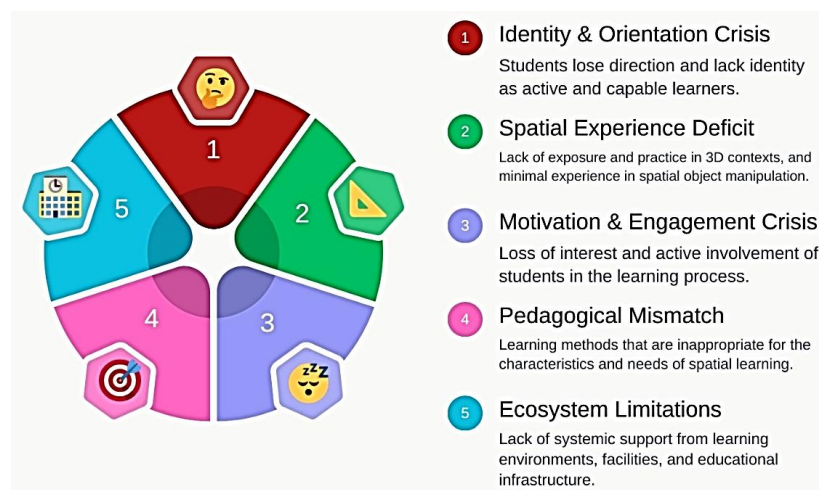 1
2
3
4
5
zzZ
1 Identity & Orientation Crisis
Students lose direction and lack identity
as active and capable learners.
2 Spatial Experience Deficit
Lack of exposure and practice in 3D contexts, and
minimal experience in spatial object manipulation.
3 Motivation & Engagement Crisis
Loss of interest and active involvement of
students in the learning process.
4 Pedagogical Mismatch
Learning methods that are inappropriate for the
characteristics and needs of spatial learning.
5 Ecosystem Limitations
Lack of systemic support from learning
environments, facilities, and educational
infrastructure.